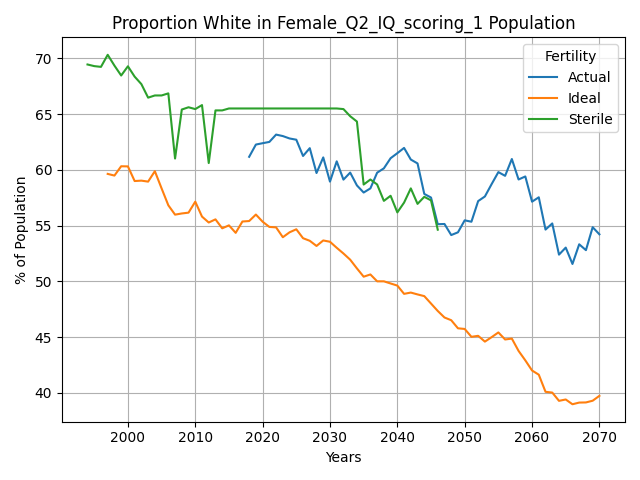 Proportion White in Female_Q2_IQ_scoring_1 Population
Fertility
Actual
Ideal
Sterile
% of Population
70
65
60
55
50
45
40
2000 2010 2020 2030 2040 2050 2060 2070
Years